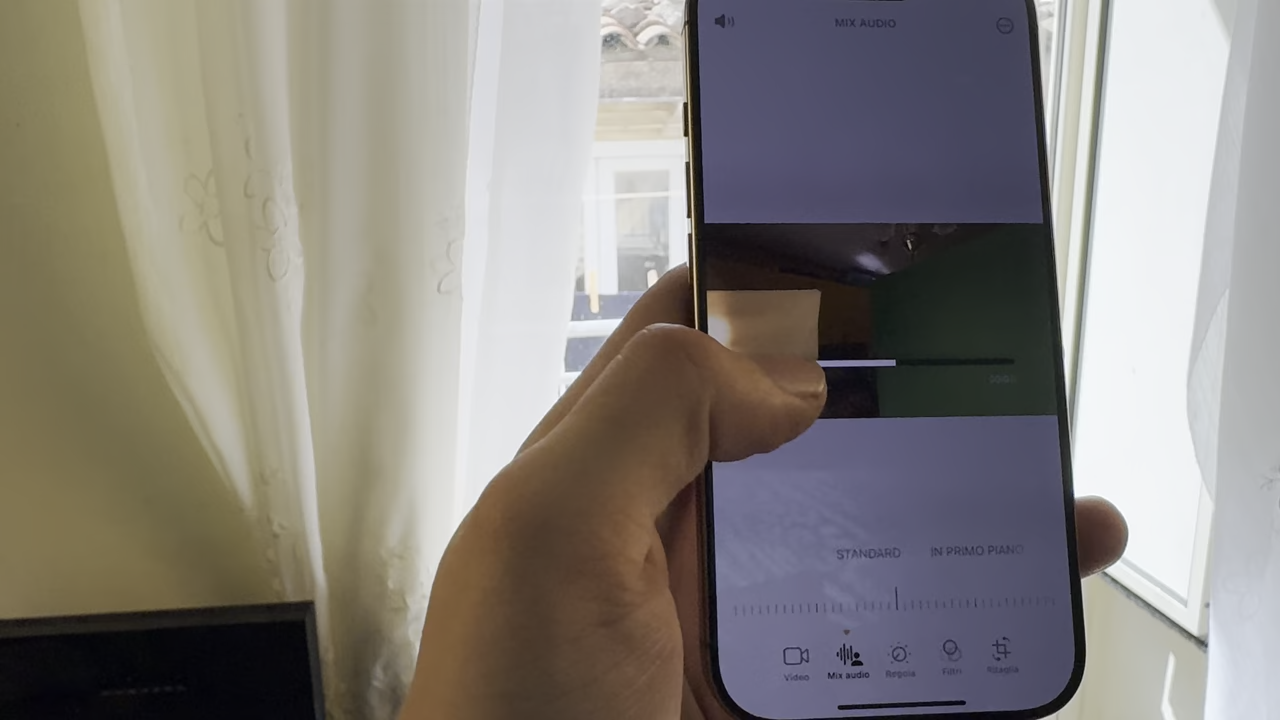 MIX AUDIO
STANDARD IN PRIMO PIANO
Video Mix audio Regola Filtri Ritaglia